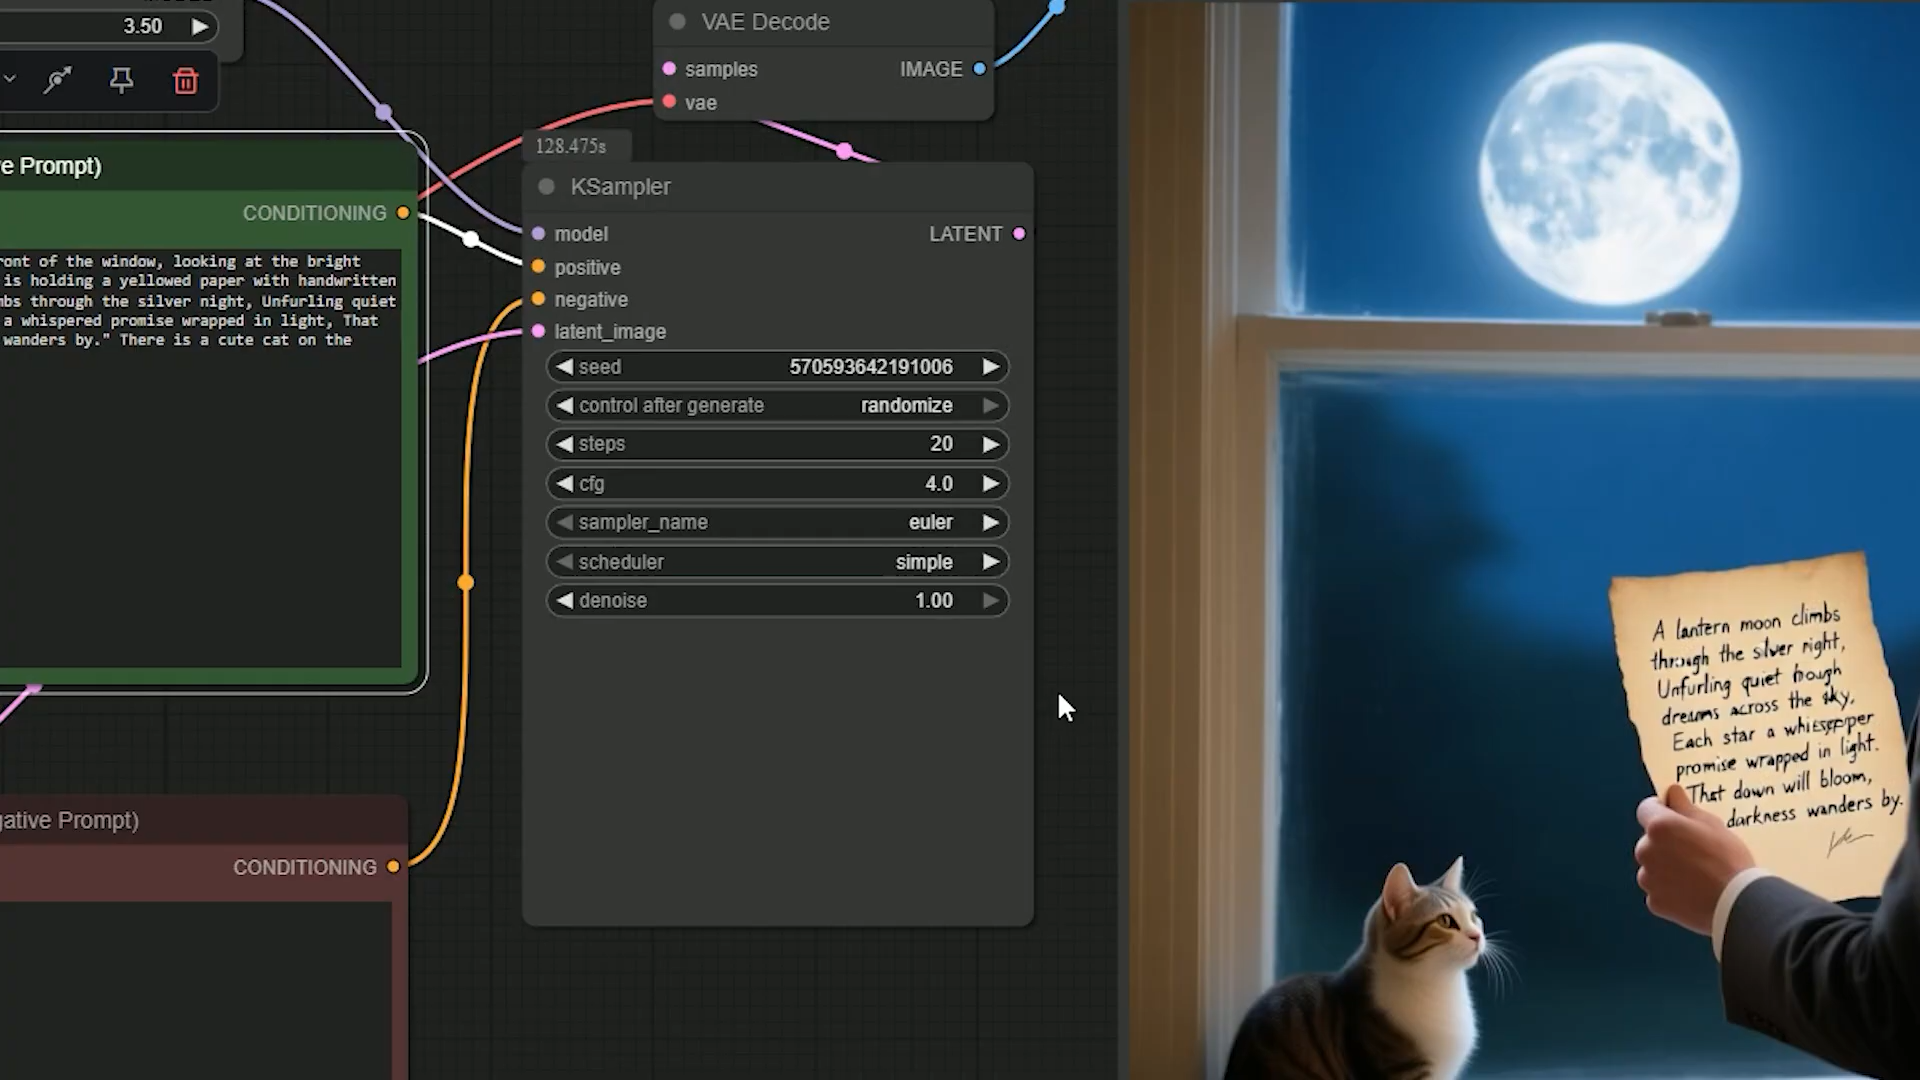 3.50
VAE Decode
samples
IMAGE
vae
128.475s
KSampler
model
LATENT
positive
negative
latent_image
seed 570593642191006
control after generate randomize
steps 20
cfg 4.0
sampler_name euler
scheduler simple
denoise 1.00
ve Prompt)
CONDITIONING
ront of the window, looking at the bright
is holding a yellowed paper with handwritten
mbs through the silver night, Unfurling quiet
a whispered promise wrapped in light, That
wanders by." There is a cute cat on the
gative Prompt)
CONDITIONING
A lantern moon climbs
through the silver night,
Unfurling quiet
dreams across the sky.
Each star a
promise wrapped in light.
That down will bloom,
darkness wanders by.